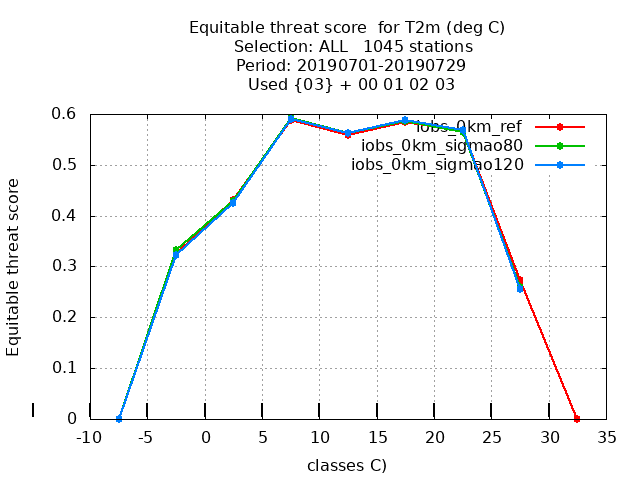 Equitable threat score  for T2m (deg C)
Selection: ALL   1045 stations
Period: 20190701-20190729
Used {03} + 00 01 02 03
iobs_0km_ref
iobs_0km_sigmao80
iobs_0km_sigmao120
Equitable threat score
0.6
0.5
0.4
0.3
0.2
0.1
0
-10 -5 0 5 10 15 20 25 30 35
classes C)